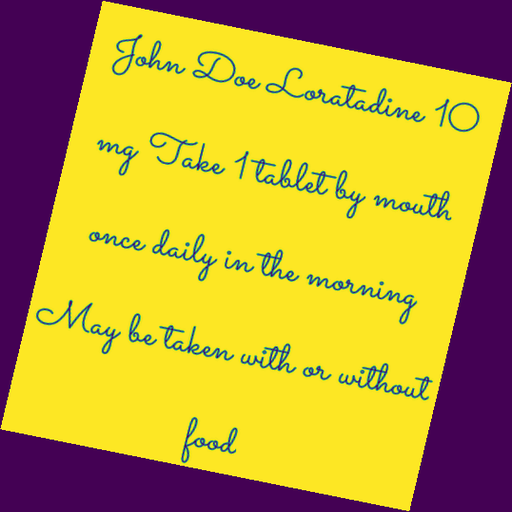 John Doe Loratadine 10
mg Take 1 tablet by mouth
once daily in the morning
May be taken with or without
food